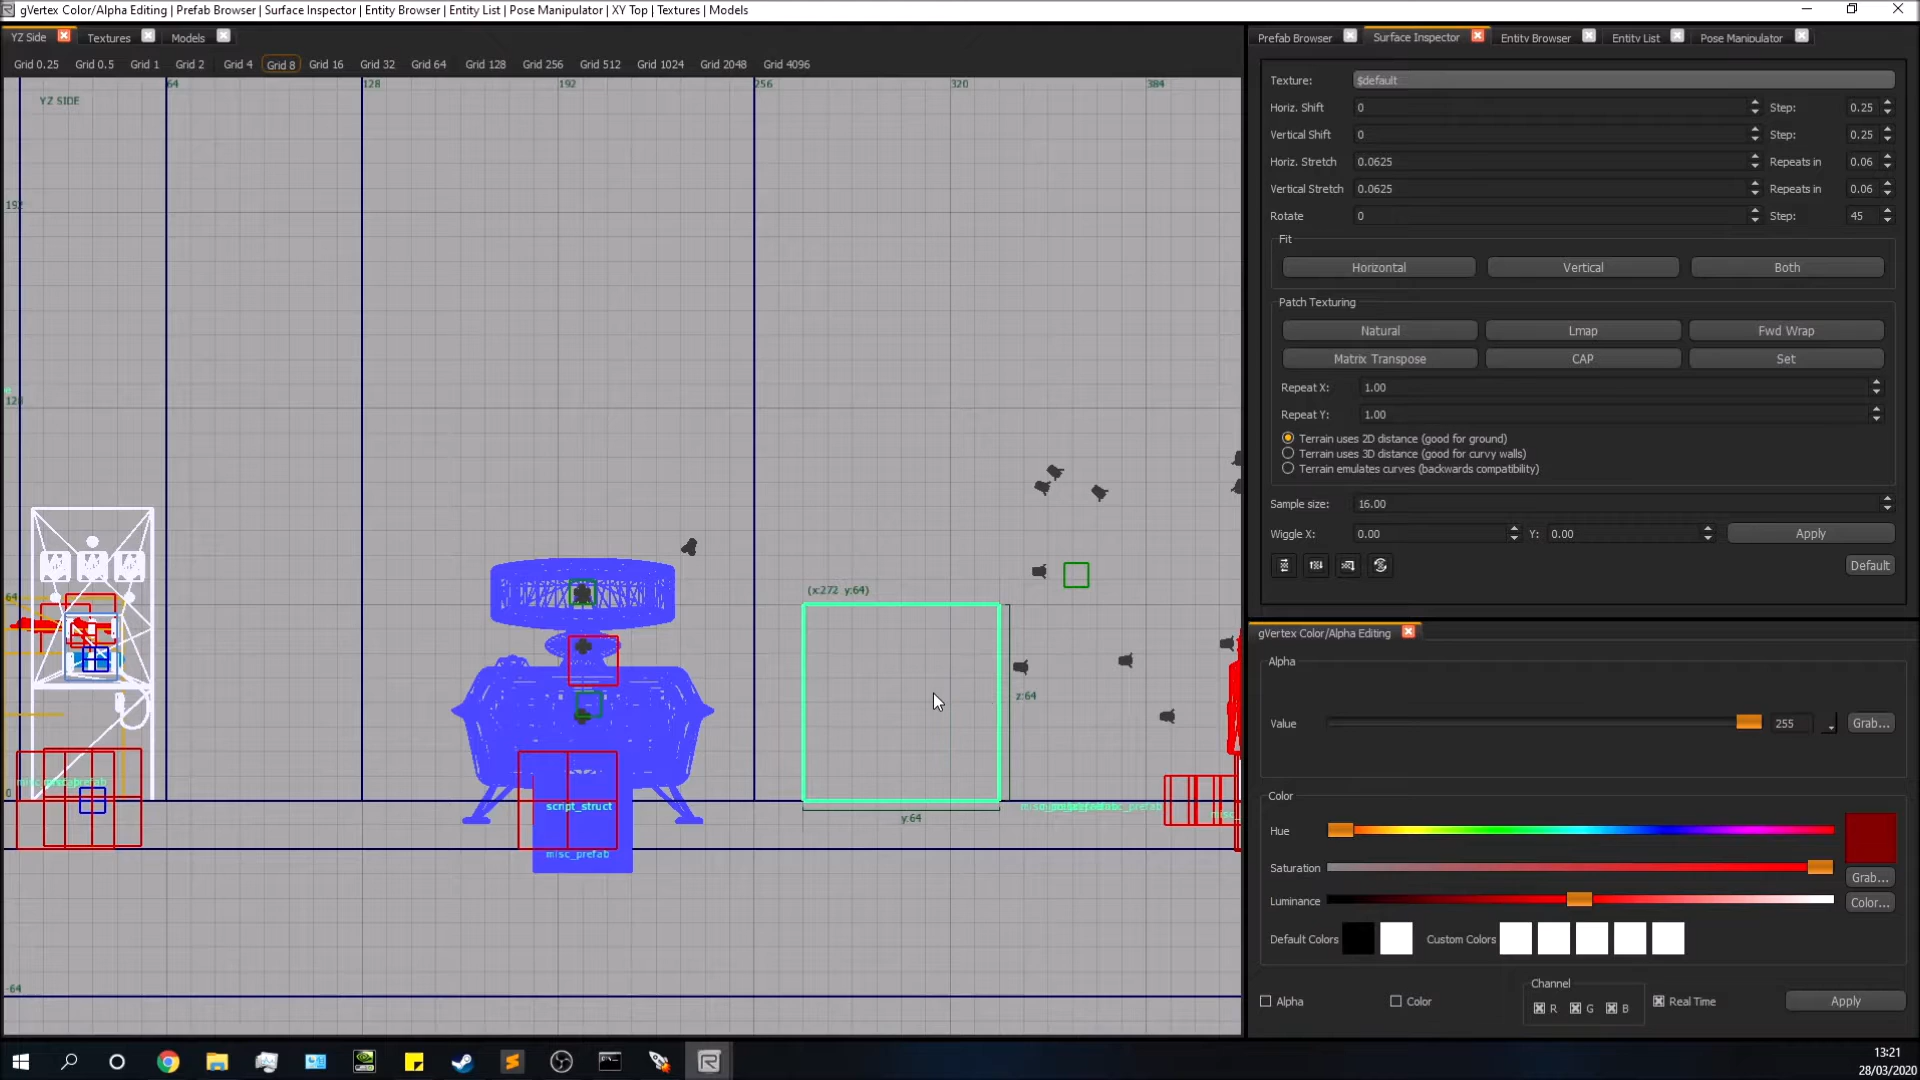 gVertex Color/Alpha Editing | Prefab Browser | Surface Inspector | Entity Browser | Entity List | Pose Manipulator | XY Top | Textures | Models
YZ Side Textures Models
Prefab Browser Surface Inspector Entity Browser Entity List Pose Manipulator
Grid 0.25 Grid 0.5 Grid 1 Grid 2 Grid 4 Grid 8 Grid 16 Grid 32 Grid 64 Grid 128 Grid 256 Grid 512 Grid 1024 Grid 2048 Grid 4096
64 128 192 256 320 384
YZ SIDE
192
128
64
0
-64
(x:272 y:64)
z:64
y:64
script_struct
misc_prefab
Texture: $default
Horiz. Shift 0 Step: 0.25
Vertical Shift 0 Step: 0.25
Horiz. Stretch 0.0625 Repeats in 0.06
Vertical Stretch 0.0625 Repeats in 0.06
Rotate 0 Step: 45
Fit
Horizontal Vertical Both
Patch Texturing
Natural Lmap Fwd Wrap
Matrix Transpose CAP Set
Repeat X: 1.00
Repeat Y: 1.00
Terrain uses 2D distance (good for ground)
Terrain uses 3D distance (good for curvy walls)
Terrain emulates curves (backwards compatibility)
Sample size: 16.00
Wiggle X: 0.00 Y: 0.00 Apply
Default
gVertex Color/Alpha Editing
Alpha
Value 255 Grab...
Color
Hue
Saturation Grab...
Luminance Color...
Default Colors Custom Colors
Channel
Alpha Color R G B Real Time Apply
13:21
28/03/2020